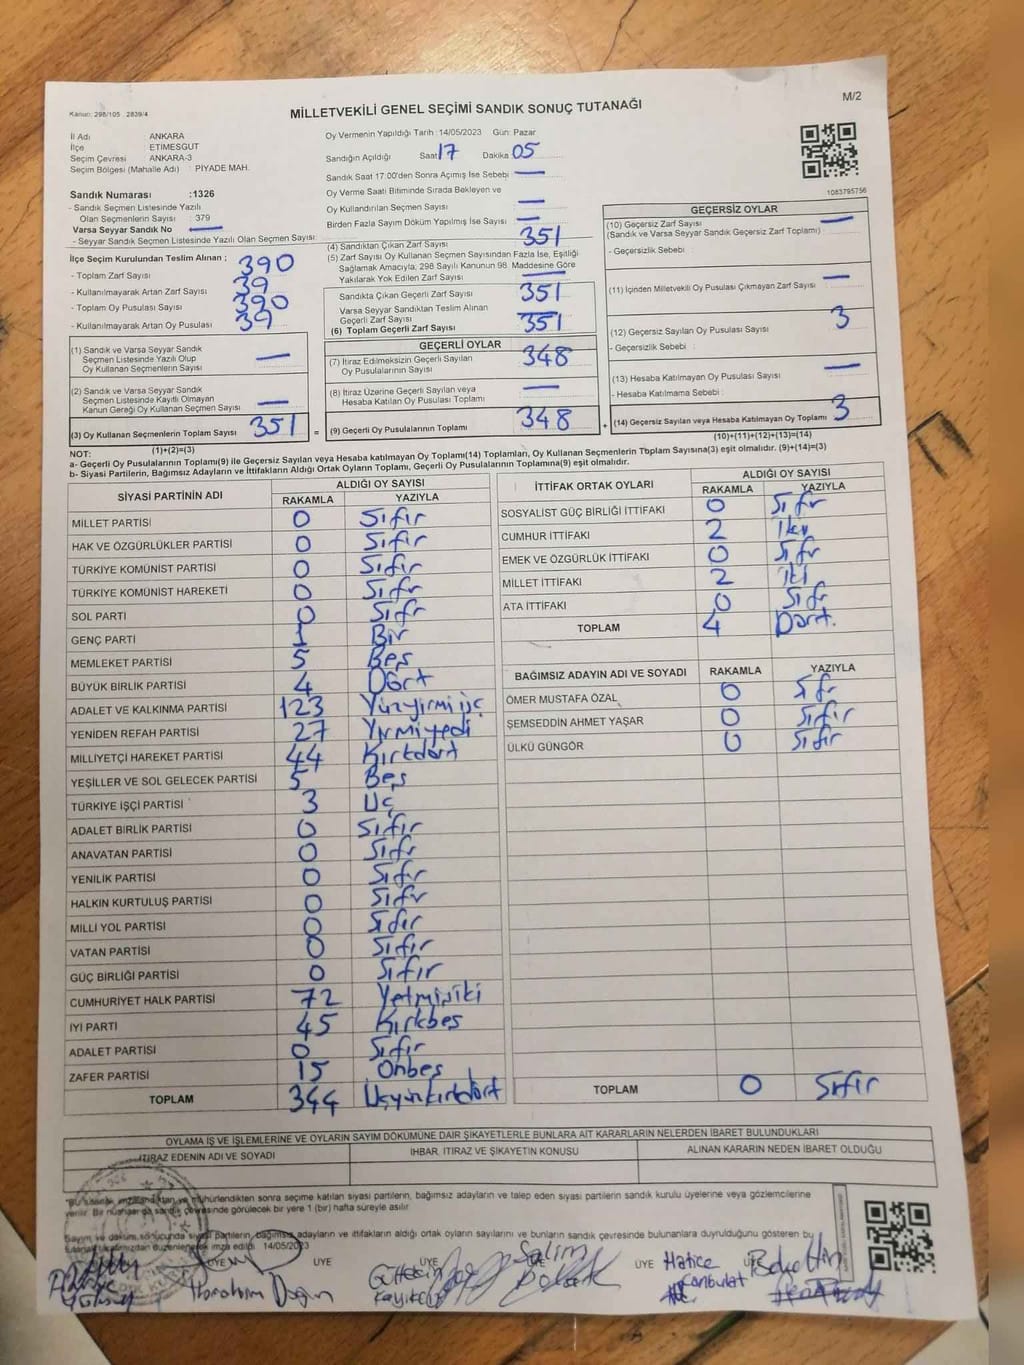 Kanun: 298/105 2839/4
MİLLETVEKİLİ GENEL SEÇİMİ SANDIK SONUÇ TUTANAĞI
M/2
İl Adı ANKARA
İlçe ETIMESGUT
Seçim Çevresi ANKARA-3
Seçim Bölgesi (Mahalle Adı) : PİYADE MAH.
Oy Vermenin Yapıldığı Tarih : 14/05/2023 Gün: Pazar
Sandığın Açıldığı Saat 17 Dakika 05
Sandık Saat 17:00'den Sonra Açımış İse Sebebi —
Oy Verme Saati Bitiminde Sırada Bekleyen ve
Oy Kullandırılan Seçmen Sayısı —
Birden Fazla Sayım Döküm Yapılmış İse Sayısı —
1083795756
Sandık Numarası :1326
- Sandık Seçmen Listesinde Yazılı
Olan Seçmenlerin Sayısı : 379
Varsa Seyyar Sandık No —
- Seyyar Sandık Seçmen Listesinde Yazılı Olan Seçmen Sayısı:
İlçe Seçim Kurulundan Teslim Alınan ;
- Toplam Zarf Sayısı 390
- Kullanılmayarak Artan Zarf Sayısı 39
- Toplam Oy Pusulası Sayısı 390
- Kullanılmayarak Artan Oy Pusulası 39
(1) Sandık ve Varsa Seyyar Sandık
Seçmen Listesinde Yazılı Olup
Oy Kullanan Seçmenlerin Sayısı —
(2) Sandık ve Varsa Seyyar Sandık
Seçmen Listesinde Kayıtlı Olmayan
Kanun Gereği Oy Kullanan Seçmen Sayısı —
(3) Oy Kullanan Seçmenlerin Toplam Sayısı 351 =
(1)+(2)=(3)
(4) Sandıktan Çıkan Zarf Sayısı 351
(5) Zarf Sayısı Oy Kullanan Seçmen Sayısından Fazla İse, Eşitliği
Sağlamak Amacıyla; 298 Sayılı Kanunun 98. Maddesine Göre
Yakılarak Yok Edilen Zarf Sayısı —
Sandıkta Çıkan Geçerli Zarf Sayısı 351
Varsa Seyyar Sandıktan Teslim Alınan
Geçerli Zarf Sayısı
(6) Toplam Geçerli Zarf Sayısı 351
GEÇERLİ OYLAR
(7) İtiraz Edilmeksizin Geçerli Sayılan
Oy Pusulalarının Sayısı 348
(8) İtiraz Üzerine Geçerli Sayılan veya
Hesaba Katılan Oy Pusulası Toplamı —
(9) Geçerli Oy Pusulalarının Toplamı 348 +
GEÇERSİZ OYLAR
(10) Geçersiz Zarf Sayısı —
(Sandık ve Varsa Seyyar Sandık Geçersiz Zarf Toplamı)
- Geçersizlik Sebebi :
(11) İçinden Milletvekili Oy Pusulası Çıkmayan Zarf Sayısı —
(12) Geçersiz Sayılan Oy Pusulası Sayısı 3
- Geçersizlik Sebebi :
(13) Hesaba Katılmayan Oy Pusulası Sayısı —
- Hesaba Katılmama Sebebi :
(14) Geçersiz Sayılan veya Hesaba Katılmayan Oy Toplamı 3
(10)+(11)+(12)+(13)=(14)
NOT:
a- Geçerli Oy Pusulalarının Toplamı(9) ile Geçersiz Sayılan veya Hesaba katılmayan Oy Toplamı(14) Toplamları, Oy Kullanan Seçmenlerin Toplam Sayısına(3) eşit olmalıdır. (9)+(14)=(3)
b- Siyasi Partilerin, Bağımsız Adayların ve İttifakların Aldığı Ortak Oyların Toplamı, Geçerli Oy Pusulalarının Toplamına(9) eşit olmalıdır.
SİYASİ PARTİNİN ADI ALDIĞI OY SAYISI
RAKAMLA YAZIYLA
MİLLET PARTİSİ 0 Sıfır
HAK VE ÖZGÜRLÜKLER PARTİSİ 0 Sıfır
TÜRKİYE KOMÜNİST PARTİSİ 0 Sıfır
TÜRKİYE KOMÜNİST HAREKETİ 0 Sıfır
SOL PARTİ 0 Sıfır
GENÇ PARTİ 1 Bir
MEMLEKET PARTİSİ 5 Beş
BÜYÜK BİRLİK PARTİSİ 4 Dört
ADALET VE KALKINMA PARTİSİ 123 Yüzyirmiüç
YENİDEN REFAH PARTİSİ 27 Yirmiyedi
MİLLİYETÇİ HAREKET PARTİSİ 44 Kırkdört
YEŞİLLER VE SOL GELECEK PARTİSİ 5 Beş
TÜRKİYE İŞÇİ PARTİSİ 3 Üç
ADALET BİRLİK PARTİSİ 0 Sıfır
ANAVATAN PARTİSİ 0 Sıfır
YENİLİK PARTİSİ 0 Sıfır
HALKIN KURTULUŞ PARTİSİ 0 Sıfır
MİLLİ YOL PARTİSİ 0 Sıfır
VATAN PARTİSİ 0 Sıfır
GÜÇ BİRLİĞİ PARTİSİ 0 Sıfır
CUMHURİYET HALK PARTİSİ 72 Yetmişiki
İYİ PARTİ 45 Kırkbeş
ADALET PARTİSİ 0 Sıfır
ZAFER PARTİSİ 15 Onbeş
TOPLAM 344 Üçyüzkırkdört
İTTİFAK ORTAK OYLARI ALDIĞI OY SAYISI
RAKAMLA YAZIYLA
SOSYALIST GÜÇ BİRLİĞİ İTTİFAKI 0 Sıfır
CUMHUR İTTİFAKI 2 İki
EMEK VE ÖZGÜRLÜK İTTİFAKI 0 Sıfır
MİLLET İTTİFAKI 2 İki
ATA İTTİFAKI 0 Sıfır
TOPLAM 4 Dört.
BAĞIMSIZ ADAYIN ADI VE SOYADI RAKAMLA YAZIYLA
ÖMER MUSTAFA ÖZAL 0 Sıfır
ŞEMSEDDİN AHMET YAŞAR 0 Sıfır
ÜLKÜ GÜNGÖR 0 Sıfır
TOPLAM 0 Sıfır
OYLAMA İŞ VE İŞLEMLERİNE VE OYLARIN SAYIM DÖKÜMÜNE DAİR ŞİKAYETLERLE BUNLARA AİT KARARLARIN NELERDEN İBARET BULUNDUKLARI
İTİRAZ EDENİN ADI VE SOYADI İHBAR, İTİRAZ VE ŞİKAYETİN KONUSU ALINAN KARARIN NEDEN İBARET OLDUĞU
mühürlendikten sonra seçime katılan siyasi partilerin, bağımsız adayların ve talep eden siyasi partilerin sandık kurulu üyelerine veya gözlemcilerine
verilir. Bir nüshası da sandık çevresinde görülecek bir yere 1 (bir) hafta süreyle asılır
Sayım ve döküm sonucunda siyasi partilerin, bağımsız adayların ve ittifakların aldığı ortak oyların sayılarını ve bunların sandık çevresinde bulunanlara duyrulduğunu gösteren bu
düzenlenerek imza edildi. 14/05/2023
ÜYE ÜYE ÜYE ÜYE
İbrahim Doğan
Salim
Hatice
Canbulat